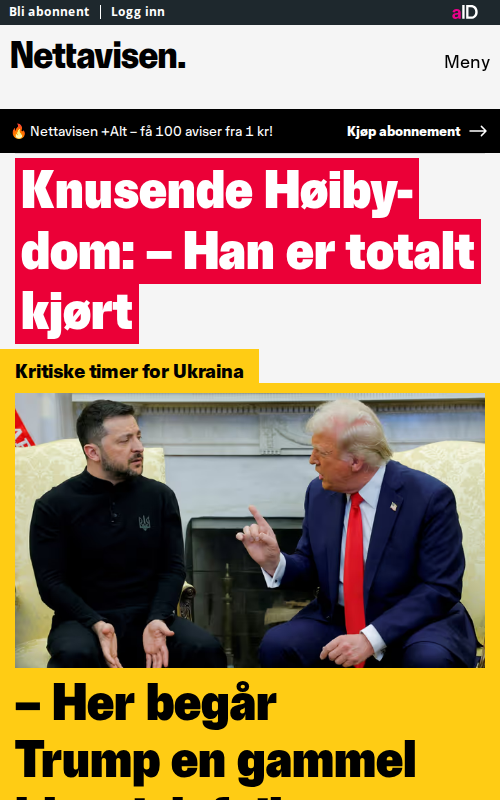 Bli abonnent
Logg inn
aID
Nettavisen.
Meny
🔥 Nettavisen +Alt – få 100 aviser fra 1 kr!
Kjøp abonnement →
Knusende Høiby-
dom: – Han er totalt
kjørt
Kritiske timer for Ukraina
– Her begår
Trump en gammel